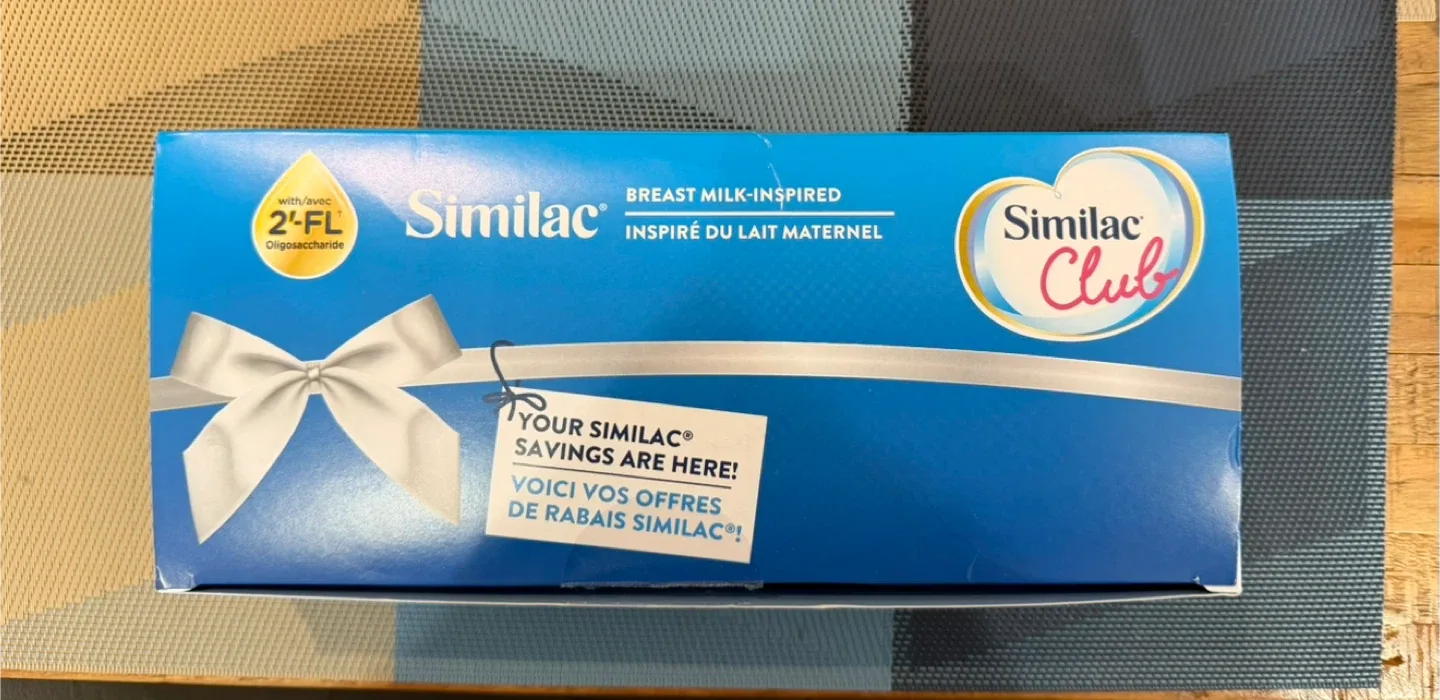 with/avec
2'-FL†
Oligosaccharide
Similac®
BREAST MILK-INSPIRED
INSPIRÉ DU LAIT MATERNEL
Similac®
Club
YOUR SIMILAC®
SAVINGS ARE HERE!
VOICI VOS OFFRES
DE RABAIS SIMILAC®!